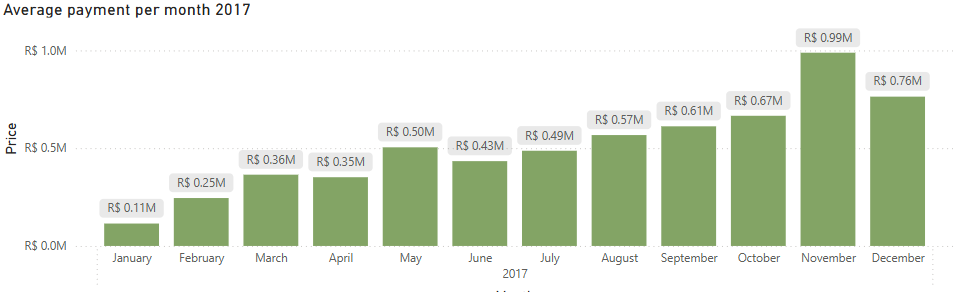 Average payment per month 2017
R$ 1.0M
R$ 0.5M
R$ 0.0M
Price
R$ 0.11M
R$ 0.25M
R$ 0.36M
R$ 0.35M
R$ 0.50M
R$ 0.43M
R$ 0.49M
R$ 0.57M
R$ 0.61M
R$ 0.67M
R$ 0.99M
R$ 0.76M
January February March April May June July August September October November December
2017